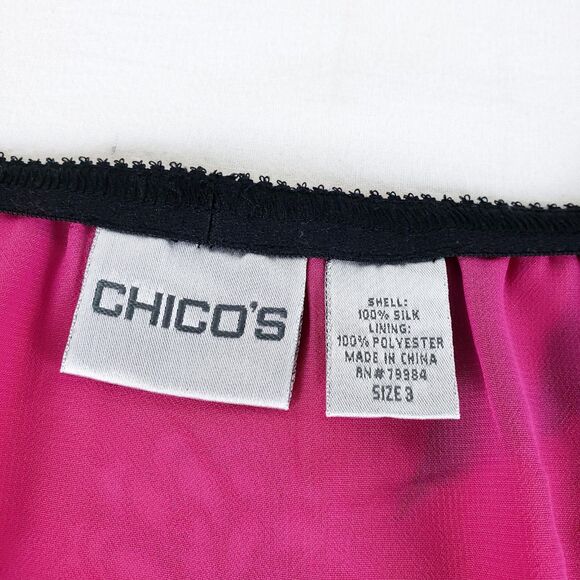 CHICO'S
SHELL:
100% SILK
LINING:
100% POLYESTER
MADE IN CHINA
RN#79984
SIZE 3